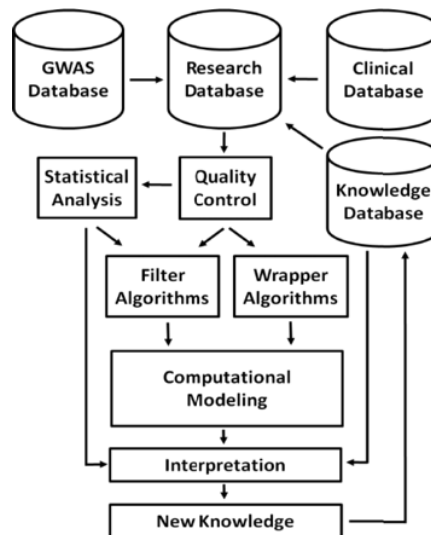 GWAS
Database
Research
Database
Clinical
Database
Knowledge
Database
Statistical
Analysis
Quality
Control
Filter
Algorithms
Wrapper
Algorithms
Computational
Modeling
Interpretation
New Knowledge